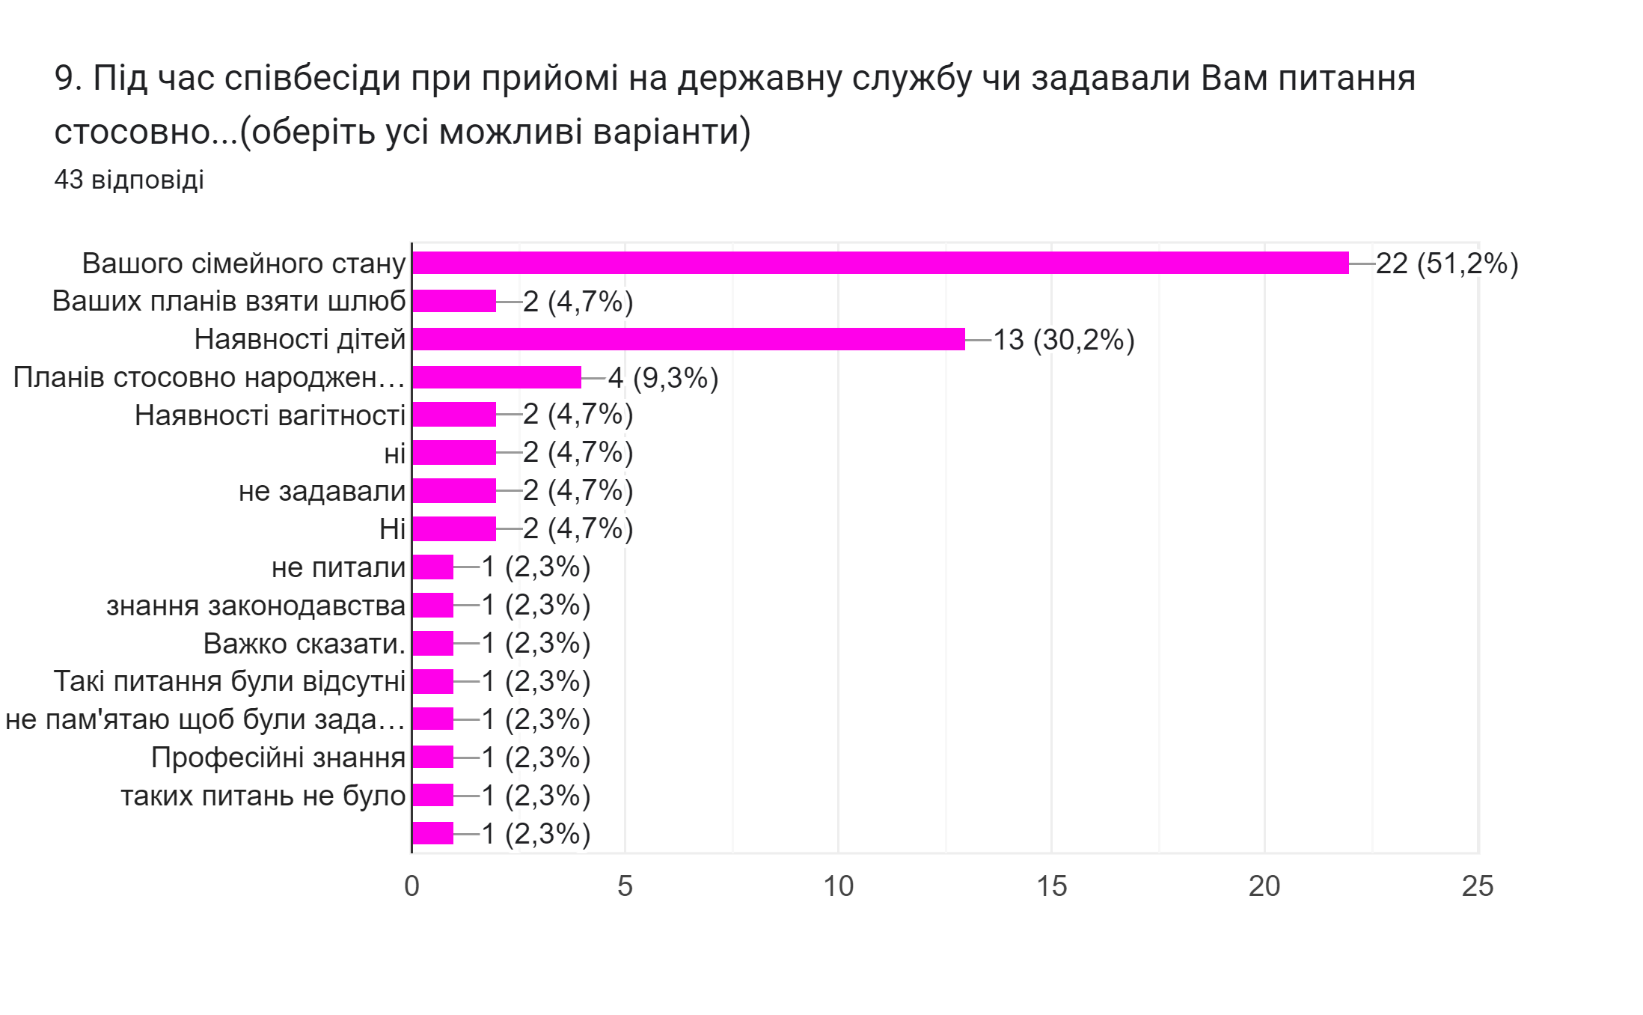 9. Під час співбесіди при прийомі на державну службу чи задавали Вам питання
стосовно...(оберіть усі можливі варіанти)
43 відповіді
Вашого сімейного стану 22 (51,2%)
Ваших планів взяти шлюб 2 (4,7%)
Наявності дітей 13 (30,2%)
Планів стосовно народжен… 4 (9,3%)
Наявності вагітності 2 (4,7%)
ні 2 (4,7%)
не задавали 2 (4,7%)
Ні 2 (4,7%)
не питали 1 (2,3%)
знання законодавства 1 (2,3%)
Важко сказати. 1 (2,3%)
Такі питання були відсутні 1 (2,3%)
не пам'ятаю щоб були зада… 1 (2,3%)
Професійні знання 1 (2,3%)
таких питань не було 1 (2,3%)
1 (2,3%)
0 5 10 15 20 25